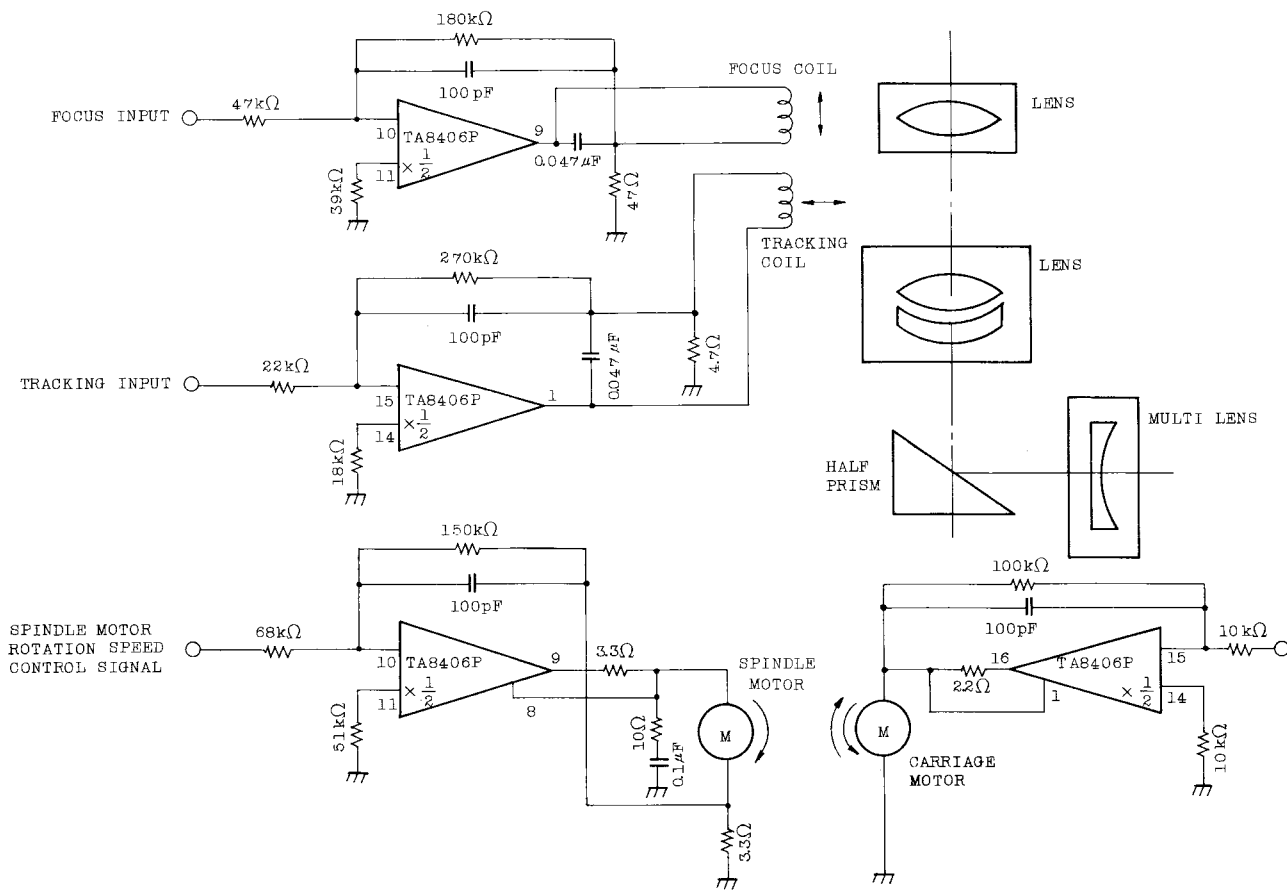 180kΩ
100pF
FOCUS INPUT
47kΩ
10
TA8406P
× 1/2
11
9
0.047μF
39kΩ
47Ω
FOCUS COIL
LENS
TRACKING
COIL
LENS
270kΩ
100pF
TRACKING INPUT
22kΩ
15
TA8406P
× 1/2
14
1
0.047μF
18kΩ
4.7Ω
HALF
PRISM
MULTI LENS
150kΩ
100pF
SPINDLE MOTOR
ROTATION SPEED
CONTROL SIGNAL
68kΩ
10
TA8406P
× 1/2
11
9
8
3.3Ω
51kΩ
10Ω
0.1μF
SPINDLE
MOTOR
M
3.3Ω
100kΩ
100pF
10kΩ
15
TA8406P
× 1/2
14
16
1
2.2Ω
10kΩ
M
CARRIAGE
MOTOR